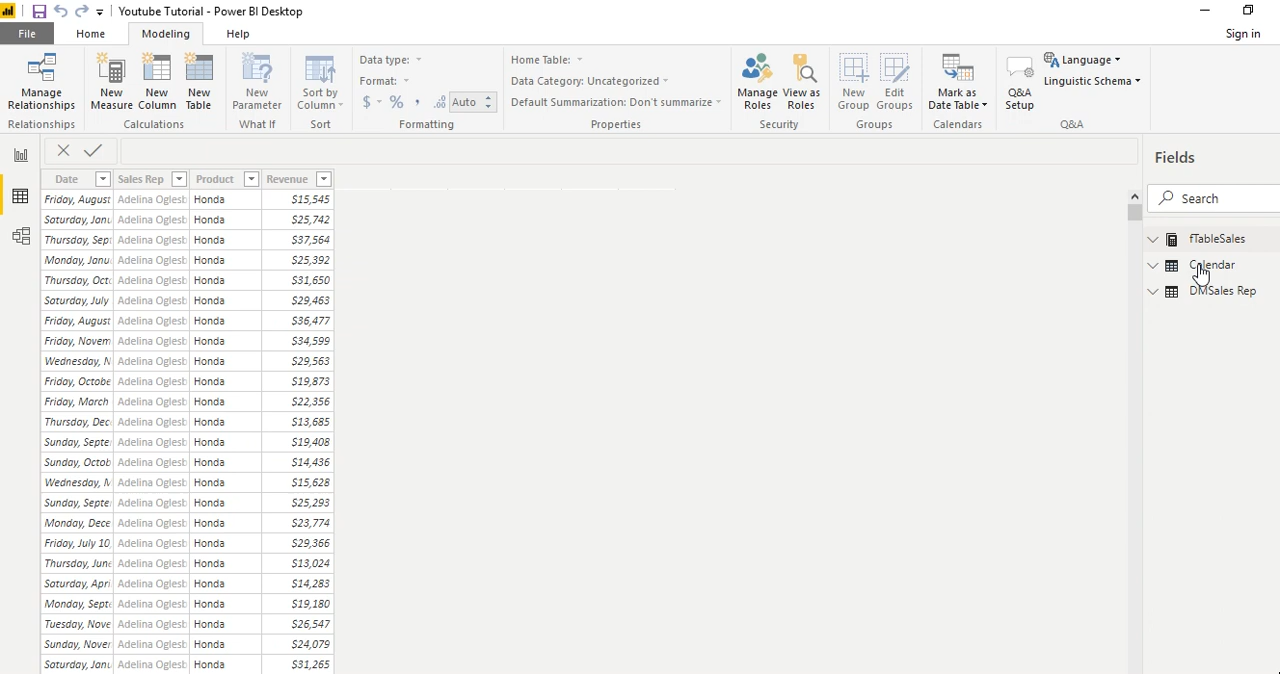 Youtube Tutorial - Power BI Desktop
File Home Modeling Help Sign in
Manage Relationships
New Measure
New Column
New Table
New Parameter
Sort by Column
Data type:
Format:
$ % , .00 Auto
Home Table:
Data Category: Uncategorized
Default Summarization: Don't summarize
Manage Roles
View as Roles
New Group
Edit Groups
Mark as Date Table
Q&A Setup
Language
Linguistic Schema
Relationships Calculations What If Sort Formatting Properties Security Groups Calendars Q&A
Fields
Search
fTableSales
Calendar
DMSales Rep
Date Sales Rep Product Revenue
Friday, August Adelina Oglesb Honda $15,545
Saturday, Janu Adelina Oglesb Honda $25,742
Thursday, Sept Adelina Oglesb Honda $37,564
Monday, Janu Adelina Oglesb Honda $25,392
Thursday, Octo Adelina Oglesb Honda $31,650
Saturday, July Adelina Oglesb Honda $29,463
Friday, August Adelina Oglesb Honda $36,477
Friday, Novem Adelina Oglesb Honda $34,599
Wednesday, N Adelina Oglesb Honda $29,563
Friday, Octobe Adelina Oglesb Honda $19,873
Friday, March Adelina Oglesb Honda $22,356
Thursday, Dec Adelina Oglesb Honda $13,685
Sunday, Septe Adelina Oglesb Honda $19,408
Sunday, Octob Adelina Oglesb Honda $14,436
Wednesday, M Adelina Oglesb Honda $15,628
Sunday, Septe Adelina Oglesb Honda $25,293
Monday, Dece Adelina Oglesb Honda $23,774
Friday, July 10, Adelina Oglesb Honda $29,366
Thursday, June Adelina Oglesb Honda $13,024
Saturday, Apri Adelina Oglesb Honda $14,283
Monday, Sept Adelina Oglesb Honda $19,180
Tuesday, Nove Adelina Oglesb Honda $26,547
Sunday, Nover Adelina Oglesb Honda $24,079
Saturday, Janu Adelina Oglesb Honda $31,265